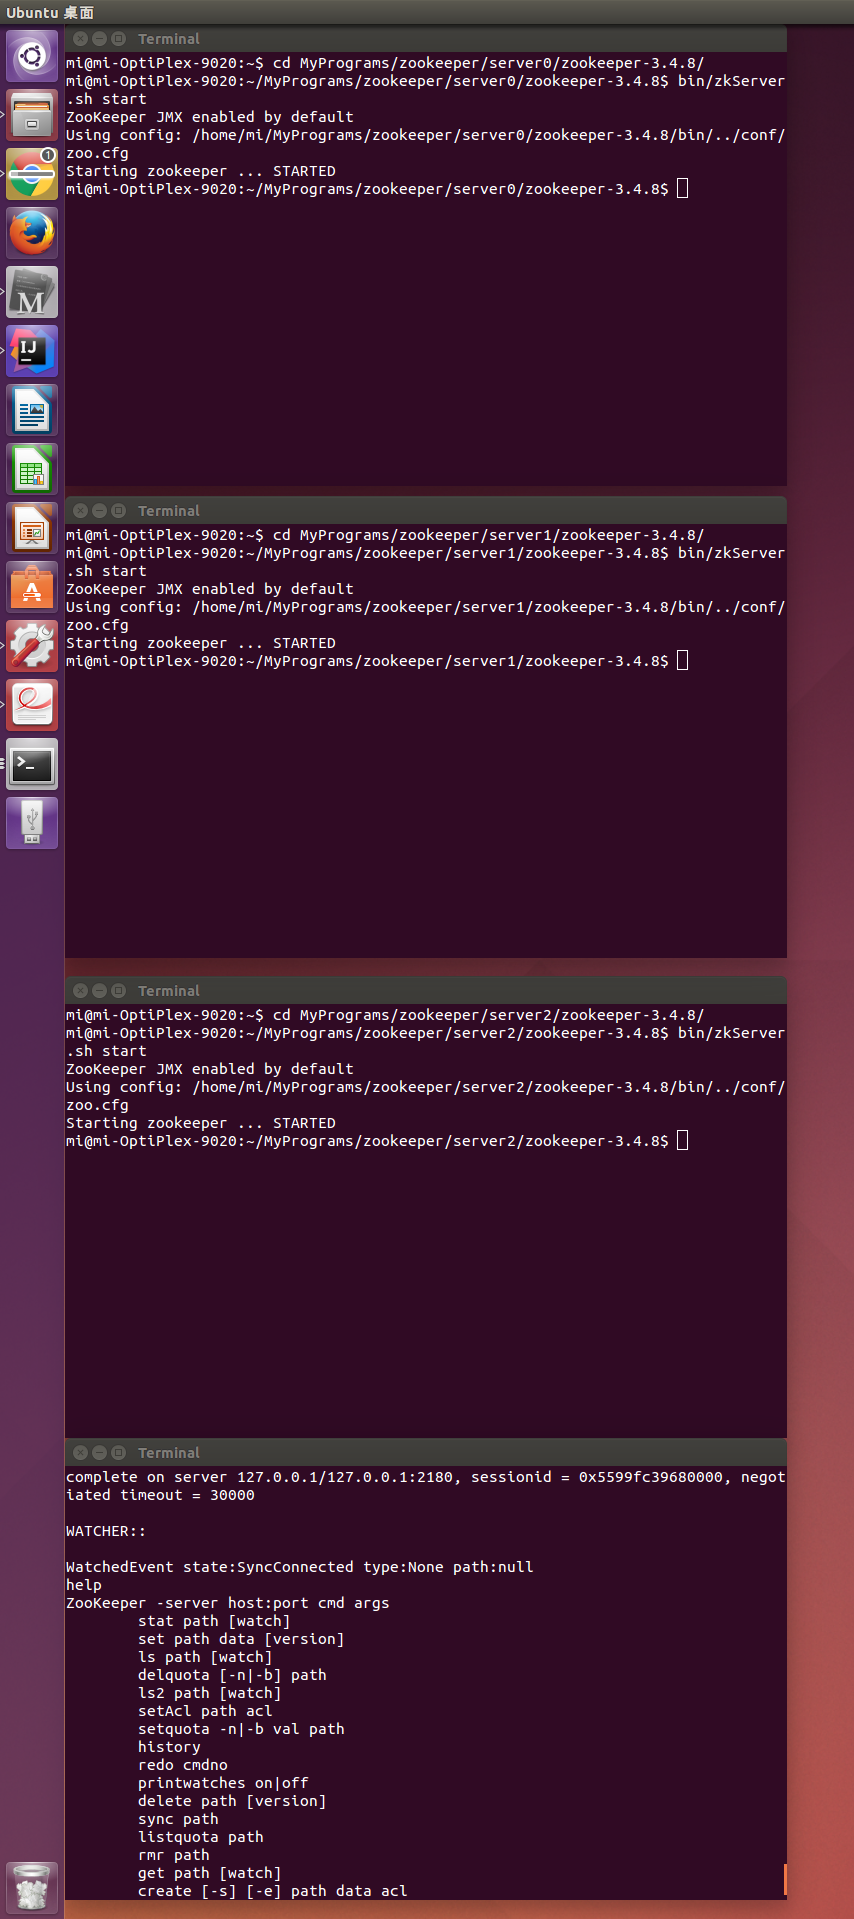 Ubuntu 桌面
Terminal
mi@mi-OptiPlex-9020:~$ cd MyPrograms/zookeeper/server0/zookeeper-3.4.8/
mi@mi-OptiPlex-9020:~/MyPrograms/zookeeper/server0/zookeeper-3.4.8$ bin/zkServer
.sh start
ZooKeeper JMX enabled by default
Using config: /home/mi/MyPrograms/zookeeper/server0/zookeeper-3.4.8/bin/../conf/
zoo.cfg
Starting zookeeper ... STARTED
mi@mi-OptiPlex-9020:~/MyPrograms/zookeeper/server0/zookeeper-3.4.8$
1
M
IJ
Terminal
mi@mi-OptiPlex-9020:~$ cd MyPrograms/zookeeper/server1/zookeeper-3.4.8/
mi@mi-OptiPlex-9020:~/MyPrograms/zookeeper/server1/zookeeper-3.4.8$ bin/zkServer
.sh start
ZooKeeper JMX enabled by default
Using config: /home/mi/MyPrograms/zookeeper/server1/zookeeper-3.4.8/bin/../conf/
zoo.cfg
Starting zookeeper ... STARTED
mi@mi-OptiPlex-9020:~/MyPrograms/zookeeper/server1/zookeeper-3.4.8$
A
>_
Terminal
mi@mi-OptiPlex-9020:~$ cd MyPrograms/zookeeper/server2/zookeeper-3.4.8/
mi@mi-OptiPlex-9020:~/MyPrograms/zookeeper/server2/zookeeper-3.4.8$ bin/zkServer
.sh start
ZooKeeper JMX enabled by default
Using config: /home/mi/MyPrograms/zookeeper/server2/zookeeper-3.4.8/bin/../conf/
zoo.cfg
Starting zookeeper ... STARTED
mi@mi-OptiPlex-9020:~/MyPrograms/zookeeper/server2/zookeeper-3.4.8$
Terminal
complete on server 127.0.0.1/127.0.0.1:2180, sessionid = 0x5599fc39680000, negot
iated timeout = 30000
WATCHER::
WatchedEvent state:SyncConnected type:None path:null
help
ZooKeeper -server host:port cmd args
stat path [watch]
set path data [version]
ls path [watch]
delquota [-n|-b] path
ls2 path [watch]
setAcl path acl
setquota -n|-b val path
history
redo cmdno
printwatches on|off
delete path [version]
sync path
listquota path
rmr path
get path [watch]
create [-s] [-e] path data acl